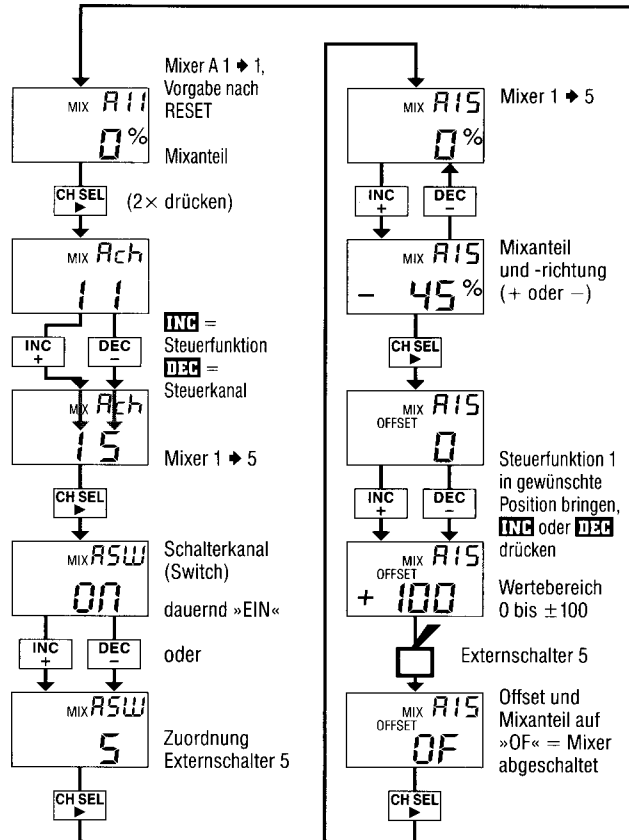 Mixer A 1 ➧ 1,
Vorgabe nach
RESET
MIX A11
0%
Mixanteil
CH SEL
▶
(2× drücken)
MIX Ach
1 1
INC
+
DEC
−
INC =
Steuerfunktion
DEC =
Steuerkanal
MIX Ach
1 5
Mixer 1 ➧ 5
CH SEL
▶
MIX ASW
ON
Schalterkanal
(Switch)
dauernd »EIN«
INC
+
DEC
−
oder
MIX ASW
5
Zuordnung
Externschalter 5
CH SEL
▶
MIX A15
0%
Mixer 1 ➧ 5
INC
+
DEC
−
MIX A15
− 45%
Mixanteil
und -richtung
(+ oder −)
CH SEL
▶
MIX A15
OFFSET
0
INC
+
DEC
−
Steuerfunktion 1
in gewünschte
Position bringen,
INC oder DEC
drücken
MIX A15
OFFSET
+ 100
Wertebereich
0 bis ±100
Externschalter 5
MIX A15
OFFSET
OF
Offset und
Mixanteil auf
»OF« = Mixer
abgeschaltet
CH SEL
▶